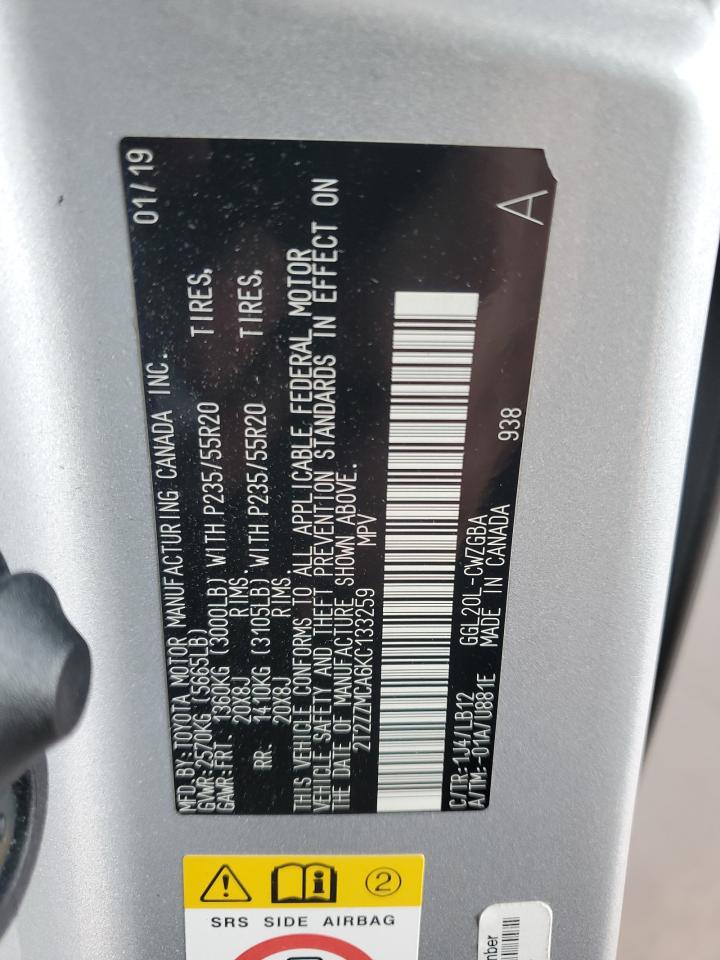 MFD.BY:TOYOTA MOTOR MANUFACTURING CANADA INC. 01/19
GVWR:2570KG (5665LB)
GAWR:FRT. 1360KG (3000LB) WITH P235/55R20 TIRES,
20X8J RIMS.
RR. 1410KG (3105LB) WITH P235/55R20 TIRES,
20X8J RIMS.
THIS VEHICLE CONFORMS TO ALL APPLICABLE FEDERAL MOTOR
VEHICLE SAFETY AND THEFT PREVENTION STANDARDS IN EFFECT ON
THE DATE OF MANUFACTURE SHOWN ABOVE.
2T2ZZMCA6KC133259 MPV
C/TR:1J4/LB12 GGL20L-CWZGBA
A/TM:-01A/U881E MADE IN CANADA 938
A
2
SRS SIDE AIRBAG